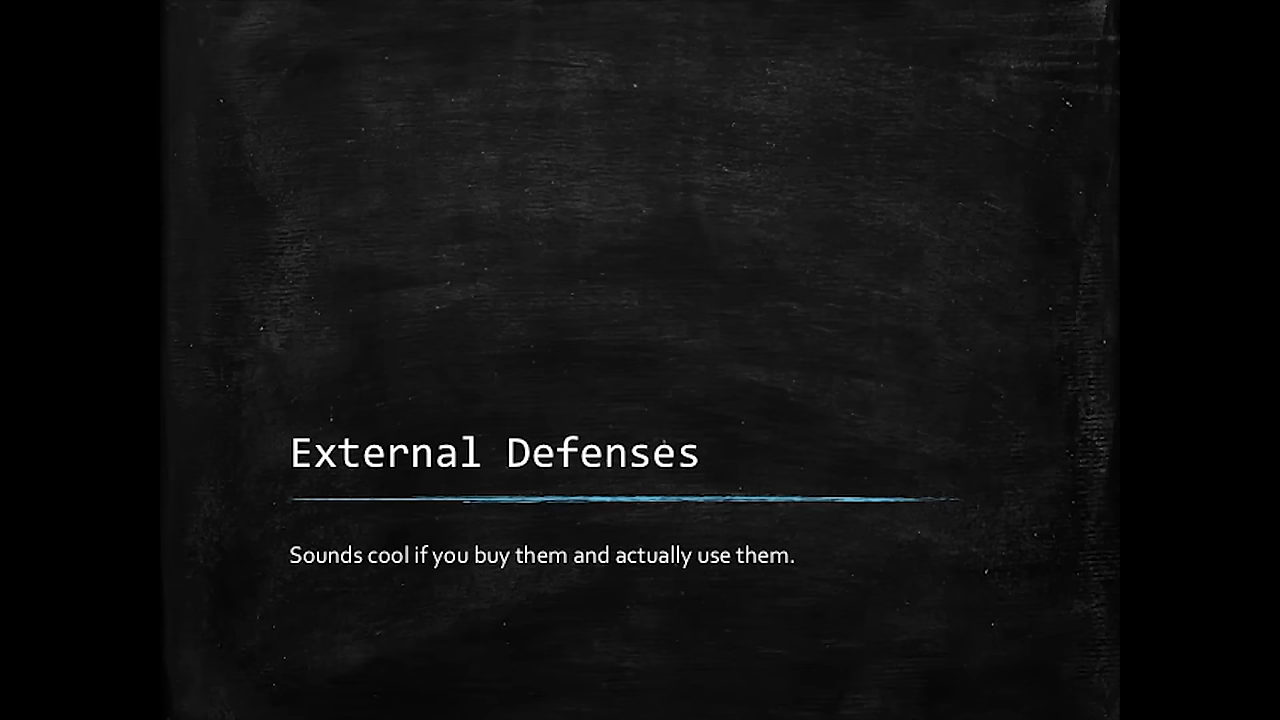 External Defenses
Sounds cool if you buy them and actually use them.